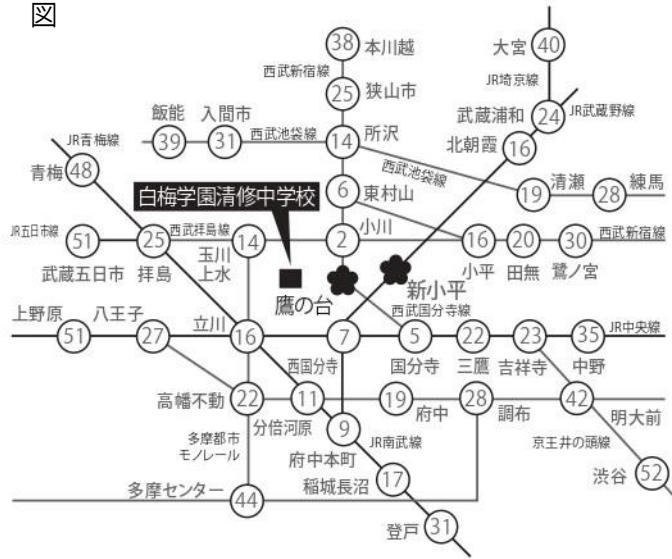 図
38 本川越
大宮 40
西武新宿線
JR埼京線
25 狭山市
飯能 入間市
39 31
西武池袋線
14 所沢
武蔵浦和 24 JR武蔵野線
北朝霞 16
JR青梅線
青梅 48
西武池袋線
清瀬 練馬
19 28
6 東村山
白梅学園清修中学校
JR五日市線
51 25
西武拝島線
14 2 小川
16 20 30
西武新宿線
武蔵五日市 拝島
玉川
上水
小平 田無 鷺ノ宮
鷹の台
新小平
西武国分寺線
上野原 八王子 立川
51 27 16 7 5 22 23 35
JR中央線
西国分寺 国分寺 三鷹 吉祥寺 中野
高幡不動 22
11 19 28 42
分倍河原 府中 調布 明大前
多摩都市
モノレール
9
府中本町
JR南武線
京王井の頭線
渋谷 52
稲城長沼 17
多摩センター
44
登戸 31